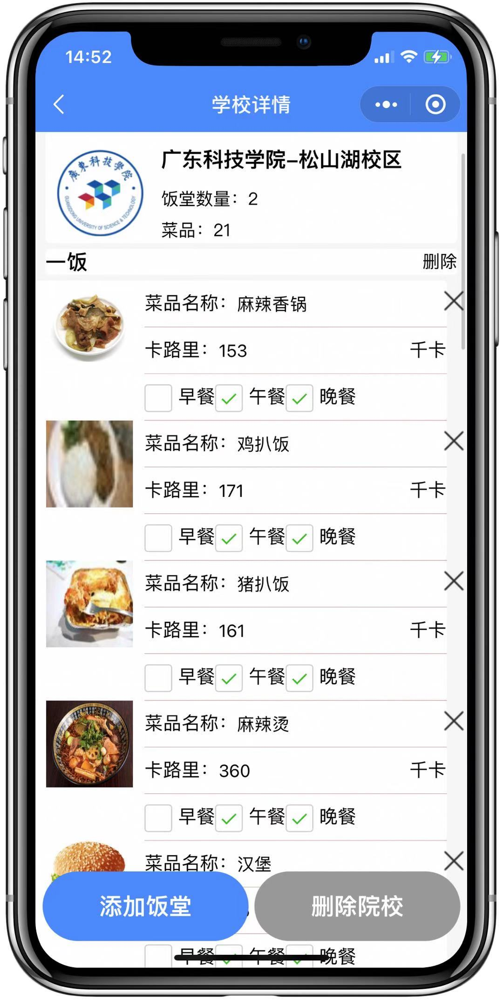 14:52
学校详情
廣東科技學院
GUANGDONG UNIVERSITY OF SCIENCE & TECHNOLOGY
广东科技学院-松山湖校区
饭堂数量：2
菜品：21
一饭 删除
菜品名称：麻辣香锅
卡路里：153 千卡
早餐 午餐 晚餐
菜品名称：鸡扒饭
卡路里：171 千卡
早餐 午餐 晚餐
菜品名称：猪扒饭
卡路里：161 千卡
早餐 午餐 晚餐
菜品名称：麻辣烫
卡路里：360 千卡
早餐 午餐 晚餐
菜品名称：汉堡
添加饭堂 删除院校
早餐 午餐 晚餐